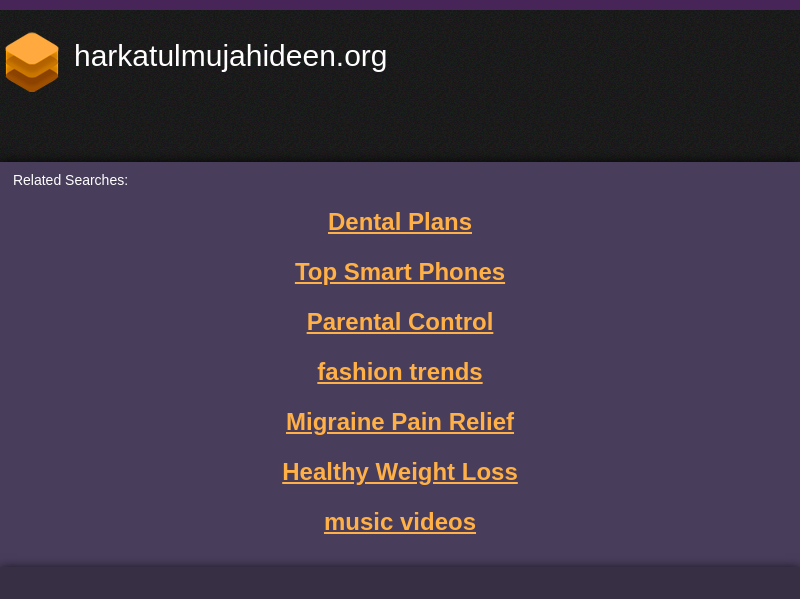 harkatulmujahideen.org
Related Searches:
Dental Plans
Top Smart Phones
Parental Control
fashion trends
Migraine Pain Relief
Healthy Weight Loss
music videos